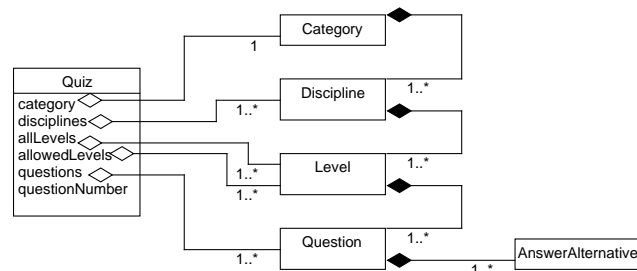 Category
1
Quiz
category
disciplines
allLevels
allowedLevels
questions
questionNumber
Discipline
1..*
1..*
Level
1..*
1..*
1..*
Question
1..*
1..*
AnswerAlternative
1..*